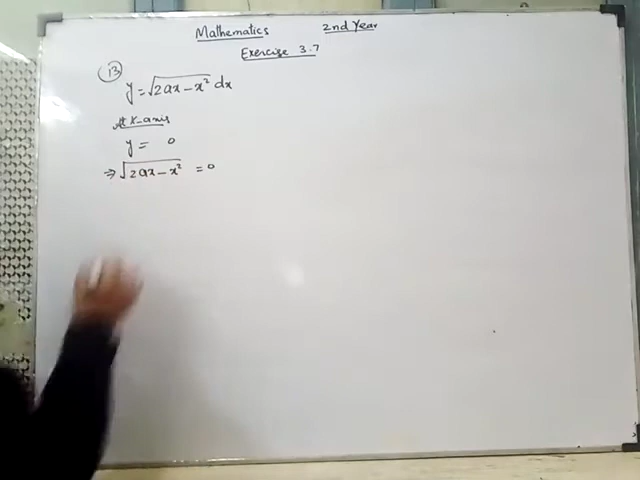 Mathematics 2nd Year
Exercise 3.7
13
y = √2ax - x² dx
At x-axis
y = 0
⇒ √2ax - x² = 0